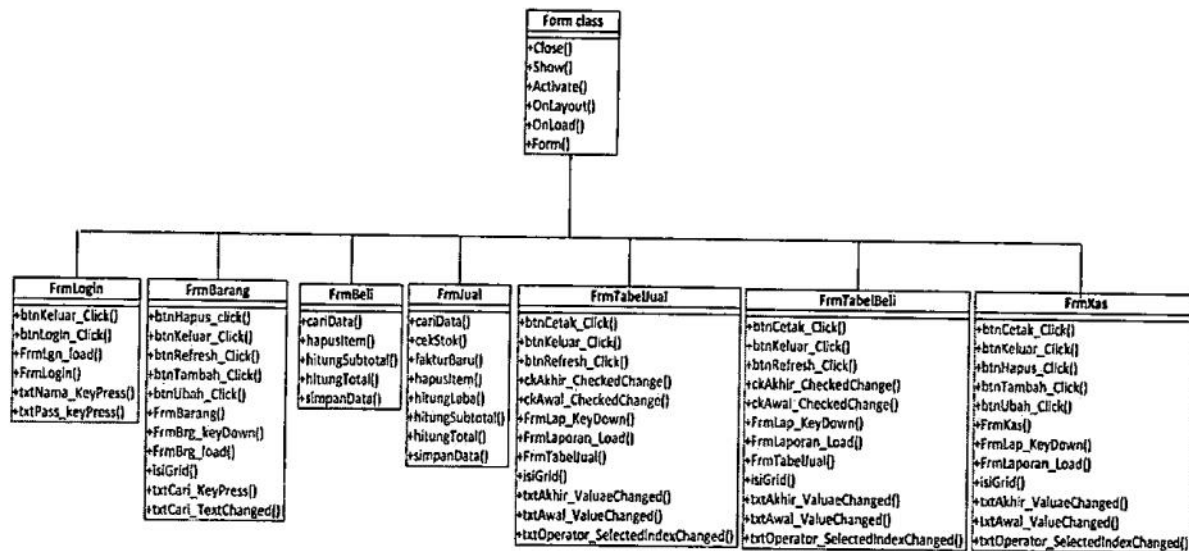 Form class
+Close()
+Show()
+Activate()
+OnLayout()
+OnLoad()
+Form()
FrmLogin
+btnKeluar_Click()
+btnLogin_Click()
+FrmLgn_load()
+FrmLogin()
+txtNama_KeyPress()
+txtPass_keyPress()
FrmBarang
+btnHapus_click()
+btnKeluar_Click()
+btnRefresh_Click()
+btnTambah_Click()
+btnUbah_Click()
+FrmBarang()
+FrmBrg_keyDown()
+FrmBrg_load()
+isiGrid()
+txtCari_KeyPress()
+txtCari_TextChanged()
FrmBeli
+cariData()
+hapusItem()
+hitungSubtotal()
+hitungTotal()
+simpanData()
FrmJual
+cariData()
+cekStok()
+fakturBaru()
+hapusItem()
+hitungLaba()
+hitungSubtotal()
+hitungTotal()
+simpanData()
FrmTabelJual
+btnCetak_Click()
+btnKeluar_Click()
+btnRefresh_Click()
+ckAkhir_CheckedChange()
+ckAwal_CheckedChange()
+FrmLap_KeyDown()
+FrmLaporan_Load()
+FrmTabelJual()
+isiGrid()
+txtAkhir_ValuaeChanged()
+txtAwal_ValueChanged()
+txtOperator_SelectedIndexChanged()
FrmTabelBeli
+btnCetak_Click()
+btnKeluar_Click()
+btnRefresh_Click()
+ckAkhir_CheckedChange()
+ckAwal_CheckedChange()
+FrmLap_KeyDown()
+FrmLaporan_Load()
+FrmTabelJual()
+isiGrid()
+txtAkhir_ValuaeChanged()
+txtAwal_ValueChanged()
+txtOperator_SelectedIndexChanged()
FrmKas
+btnCetak_Click()
+btnKeluar_Click()
+btnHapus_Click()
+btnTambah_Click()
+btnUbah_Click()
+FrmKas()
+FrmLap_KeyDown()
+FrmLaporan_Load()
+isiGrid()
+txtAkhir_ValuaeChanged()
+txtAwal_ValueChanged()
+txtOperator_SelectedIndexChanged()